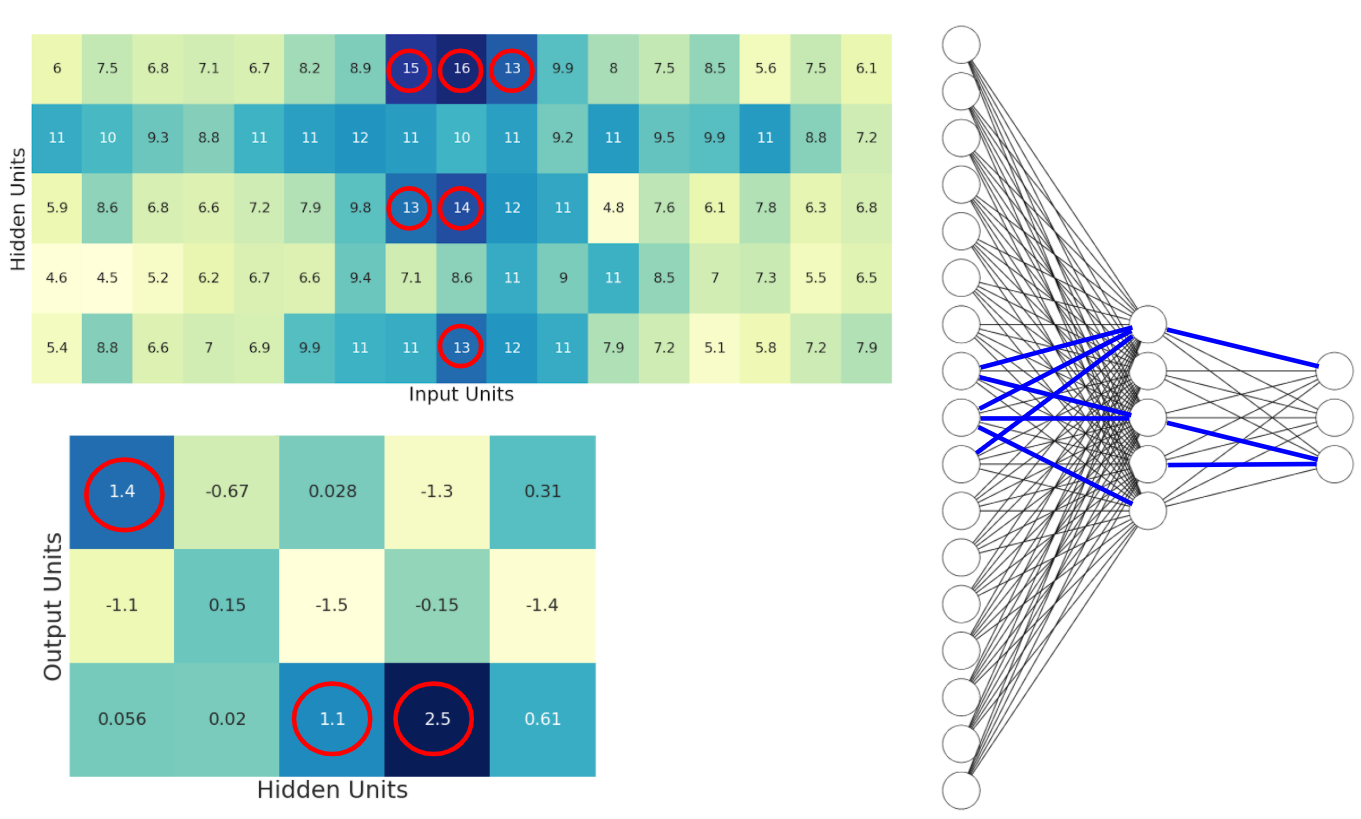 6 7.5 6.8 7.1 6.7 8.2 8.9 15 16 13 9.9 8 7.5 8.5 5.6 7.5 6.1
11 10 9.3 8.8 11 11 12 11 10 11 9.2 11 9.5 9.9 11 8.8 7.2
5.9 8.6 6.8 6.6 7.2 7.9 9.8 13 14 12 11 4.8 7.6 6.1 7.8 6.3 6.8
4.6 4.5 5.2 6.2 6.7 6.6 9.4 7.1 8.6 11 9 11 8.5 7 7.3 5.5 6.5
5.4 8.8 6.6 7 6.9 9.9 11 11 13 12 11 7.9 7.2 5.1 5.8 7.2 7.9
Hidden Units
Input Units
1.4 -0.67 0.028 -1.3 0.31
-1.1 0.15 -1.5 -0.15 -1.4
0.056 0.02 1.1 2.5 0.61
Output Units
Hidden Units